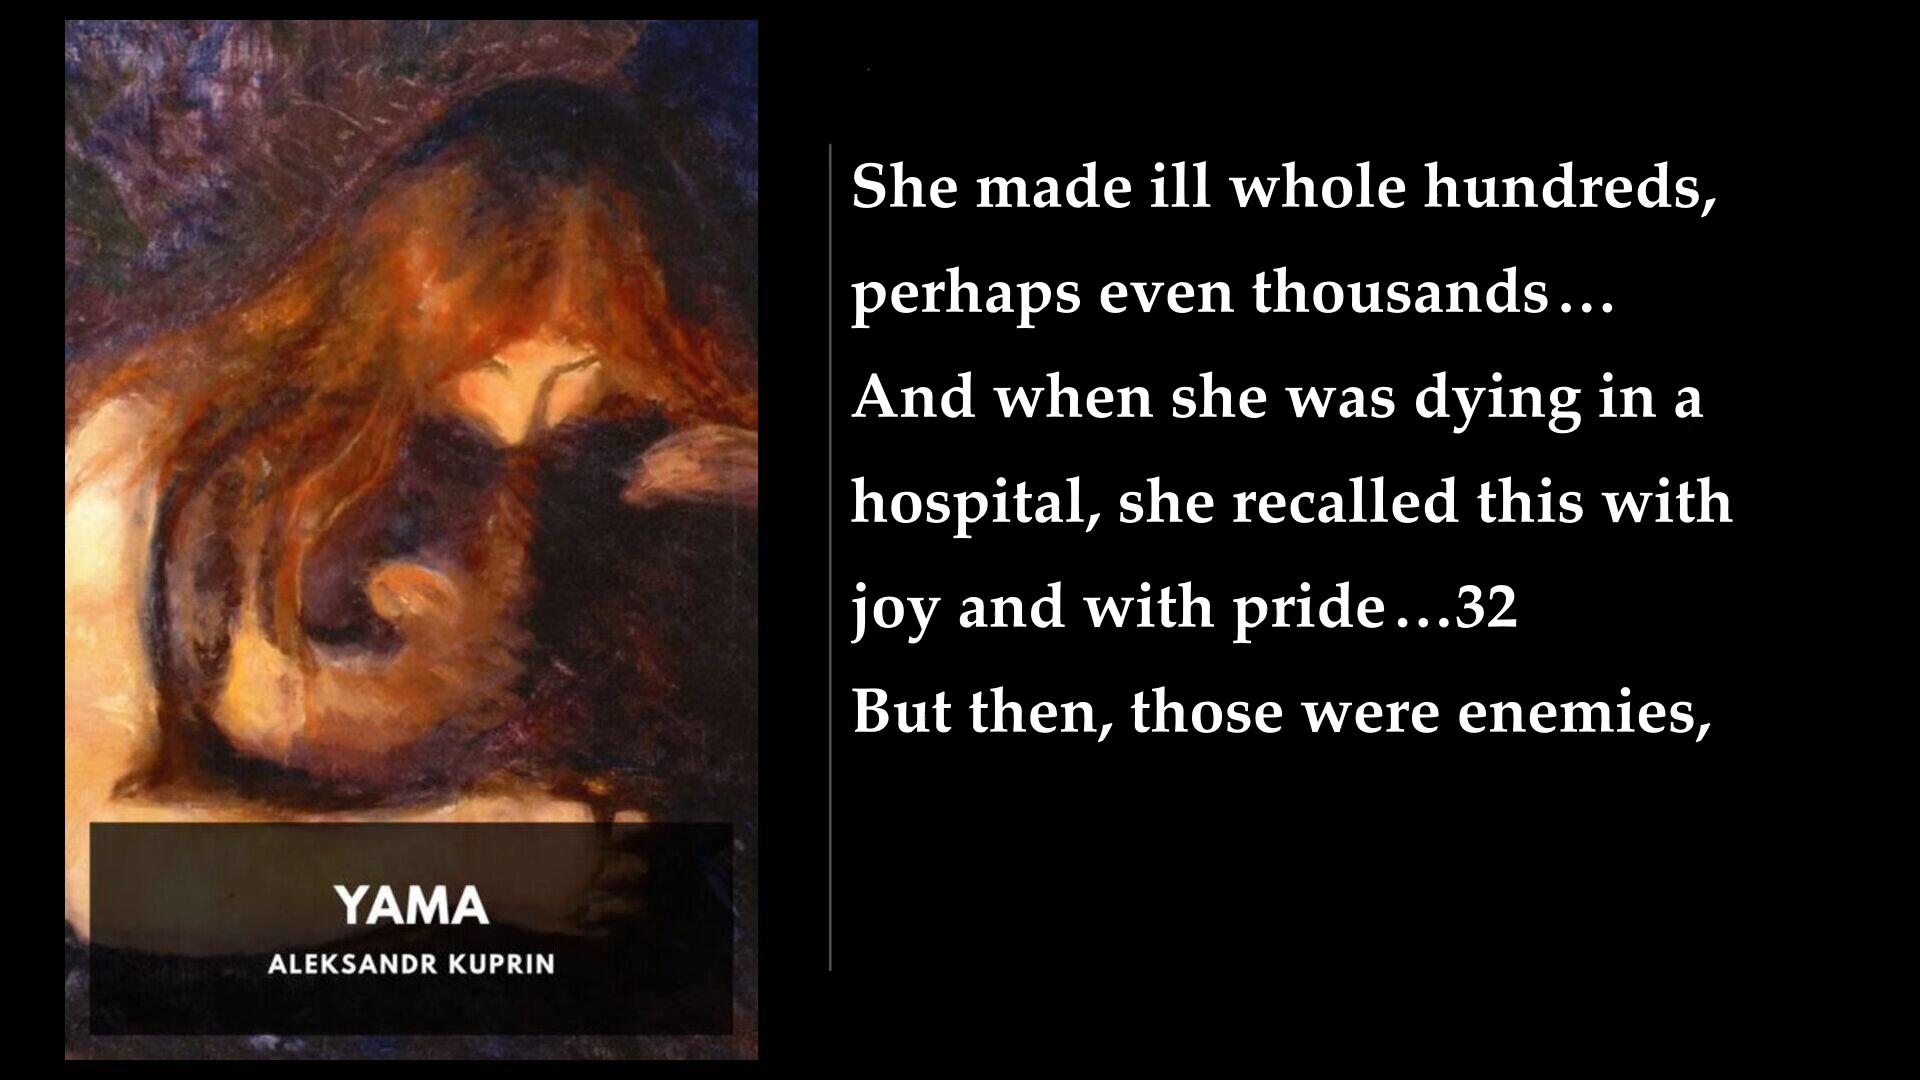 YAMA
ALEKSANDR KUPRIN
She made ill whole hundreds,
perhaps even thousands…
And when she was dying in a
hospital, she recalled this with
joy and with pride…32
But then, those were enemies,